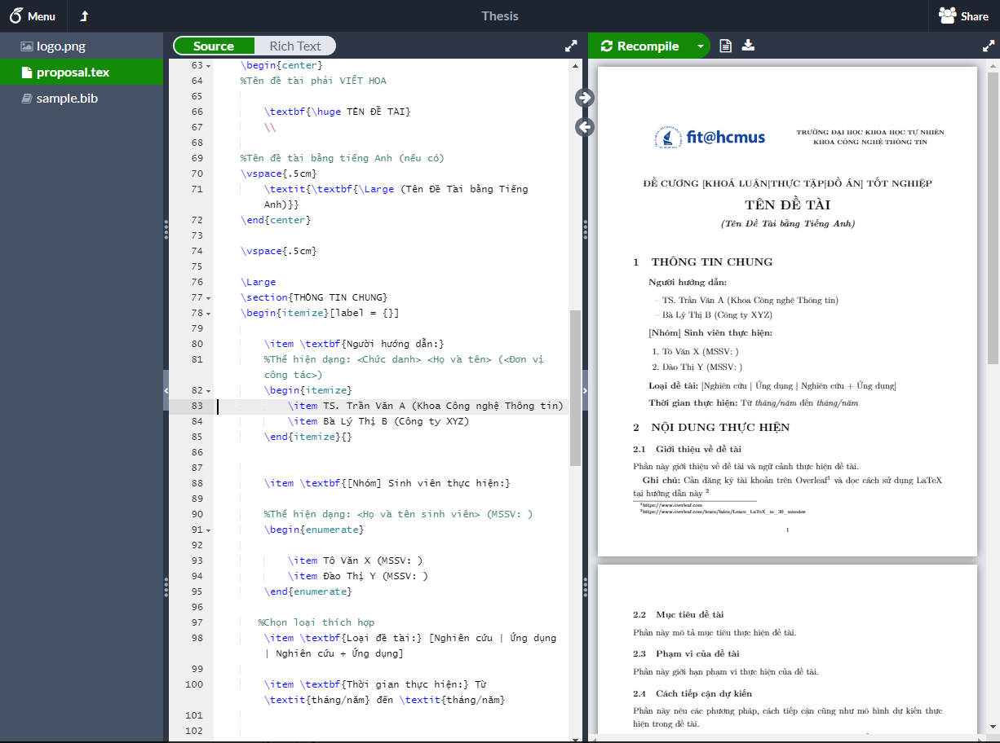 Menu
Thesis
Share
logo.png
proposal.tex
sample.bib
Source
Rich Text
63 \begin{center}
64 %Tên đề tài phải VIẾT HOA
65
66 \textbf{\huge TÊN ĐỀ TÀI}
67 \\
68
69 %Tên đề tài bằng tiếng Anh (nếu có)
70 \vspace{.5cm}
71 \textit{\textbf{\Large (Tên Đề Tài bằng Tiếng
Anh)}}
72 \end{center}
73
74 \vspace{.5cm}
75
76 \Large
77 \section{THÔNG TIN CHUNG}
78 \begin{itemize}[label = {}]
79
80 \item \textbf{Người hướng dẫn:}
81 %Thể hiện dạng: <Chức danh> <Họ và tên> (<Đơn vị
công tác>)
82 \begin{itemize}
83 \item TS. Trần Văn A (Khoa Công nghệ Thông tin)
84 \item Bà Lý Thị B (Công ty XYZ)
85 \end{itemize}{}
86
87
88 \item \textbf{[Nhóm] Sinh viên thực hiện:}
89
90 %Thể hiện dạng: <Họ và tên sinh viên> (MSSV: )
91 \begin{enumerate}
92
93 \item Tô Văn X (MSSV: )
94 \item Đào Thị Y (MSSV: )
95 \end{enumerate}
96
97 %Chọn loại thích hợp
98 \item \textbf{Loại đề tài:} [Nghiên cứu | Ứng dụng
| Nghiên cứu + Ứng dụng]
99
100 \item \textbf{Thời gian thực hiện:} Từ
\textit{tháng/năm} đến \textit{tháng/năm}
101
102
Recompile
fit@hcmus
TRƯỜNG ĐẠI HỌC KHOA HỌC TỰ NHIÊN
KHOA CÔNG NGHỆ THÔNG TIN
ĐỀ CƯƠNG [KHOÁ LUẬN|THỰC TẬP|ĐỒ ÁN] TỐT NGHIỆP
TÊN ĐỀ TÀI
(Tên Đề Tài bằng Tiếng Anh)
1 THÔNG TIN CHUNG
Người hướng dẫn:
– TS. Trần Văn A (Khoa Công nghệ Thông tin)
– Bà Lý Thị B (Công ty XYZ)
[Nhóm] Sinh viên thực hiện:
1. Tô Văn X (MSSV: )
2. Đào Thị Y (MSSV: )
Loại đề tài: [Nghiên cứu | Ứng dụng | Nghiên cứu + Ứng dụng]
Thời gian thực hiện: Từ tháng/năm đến tháng/năm
2 NỘI DUNG THỰC HIỆN
2.1 Giới thiệu về đề tài
Phần này giới thiệu về đề tài và ngữ cảnh thực hiện đề tài.
Ghi chú: Cần đăng ký tài khoản trên Overleaf1 và đọc cách sử dụng LaTeX
tại hướng dẫn này 2
1https://www.overleaf.com
2https://www.overleaf.com/learn/latex/Learn_LaTeX_in_30_minutes
1
2.2 Mục tiêu đề tài
Phần này mô tả mục tiêu thực hiện đề tài.
2.3 Phạm vi của đề tài
Phần này giới hạn phạm vi thực hiện của đề tài.
2.4 Cách tiếp cận dự kiến
Phần này nêu các phương pháp, cách tiếp cận cũng như mô hình dự kiến thực
hiện trong đề tài.